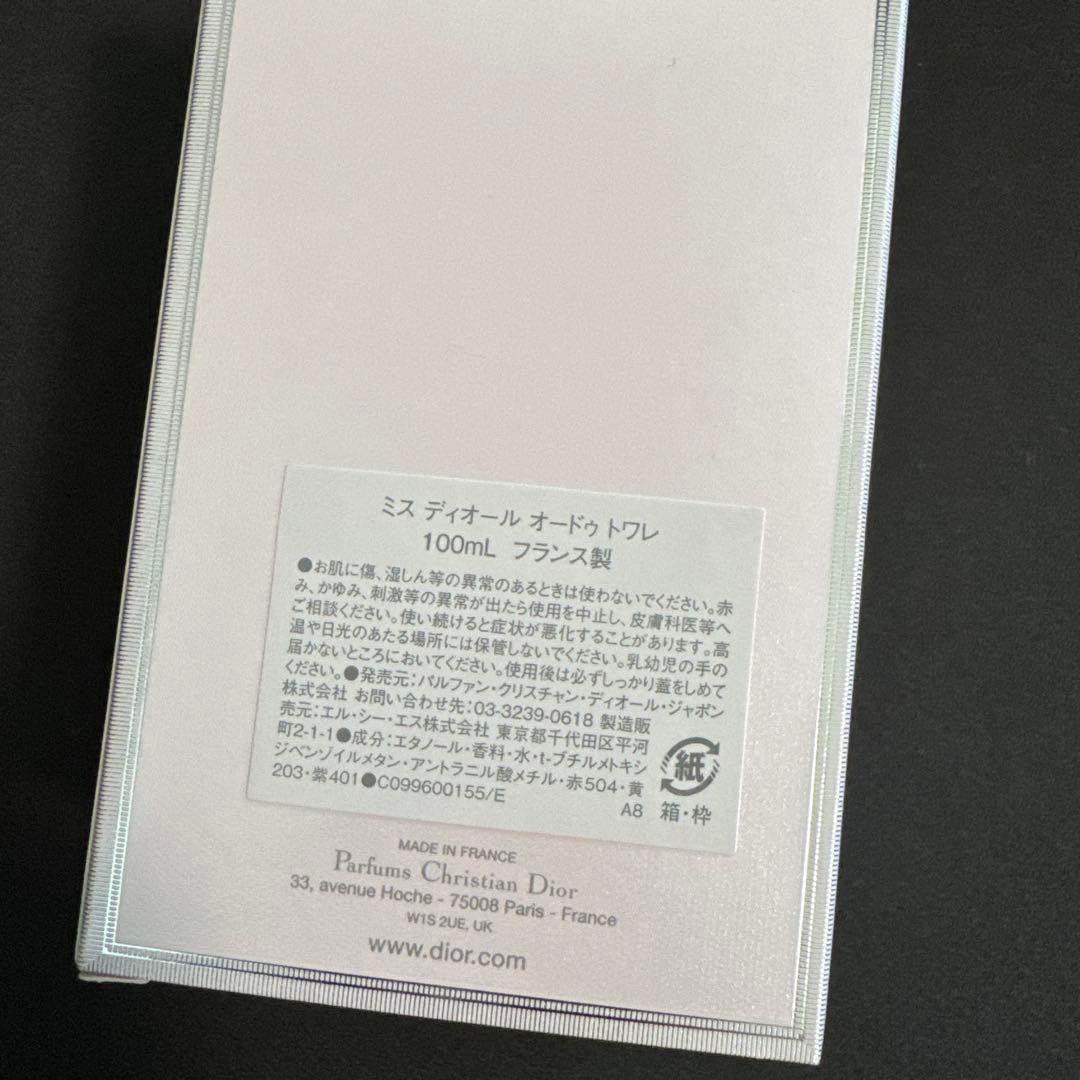 ミス ディオール オードゥ トワレ
100mL フランス製
●お肌に傷、湿しん等の異常のあるときは使わないでください。赤
み、かゆみ、刺激等の異常が出たら使用を中止し、皮膚科医等へ
ご相談ください。使い続けると症状が悪化することがあります。高
温や日光のあたる場所には保管しないでください。乳幼児の手の
届かないところにおいてください。使用後は必ずしっかり蓋をしめて
ください。●発売元：パルファン・クリスチャン・ディオール・ジャポン
株式会社 お問い合わせ先：03-3239-0618 製造販
売元：エル・シー・エス株式会社 東京都千代田区平河
町2-1-1●成分：エタノール・香料・水・t-ブチルメトキシ
ジベンゾイルメタン・アントラニル酸メチル・赤504・黄
203・紫401●C099600155/E
A8
紙
箱・枠
MADE IN FRANCE
Parfums Christian Dior
33, avenue Hoche - 75008 Paris - France
W1S 2UE, UK
www.dior.com